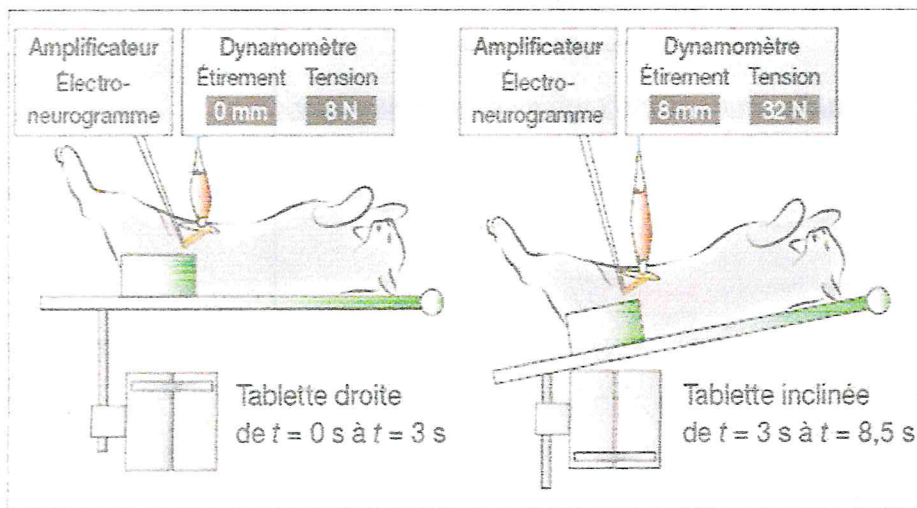 Amplificateur
Électro-
neurogramme
Dynamomètre
Étirement Tension
0 mm 8 N
Tablette droite
de t = 0 s à t = 3 s
Amplificateur
Électro-
neurogramme
Dynamomètre
Étirement Tension
8 mm 32 N
Tablette inclinée
de t = 3 s à t = 8,5 s